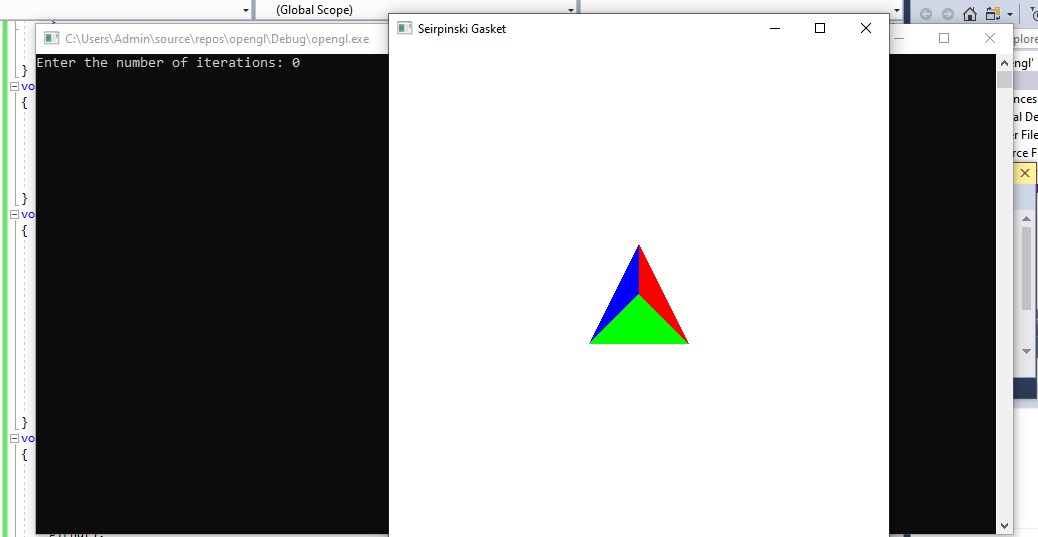 (Global Scope)
C:\Users\Admin\source\repos\opengl\Debug\opengl.exe
Seirpinski Gasket
Enter the number of iterations: 0
plore
ngl'
}
vo
{
nces
al De
r File
rce F
}
vo
{
}
vo
{